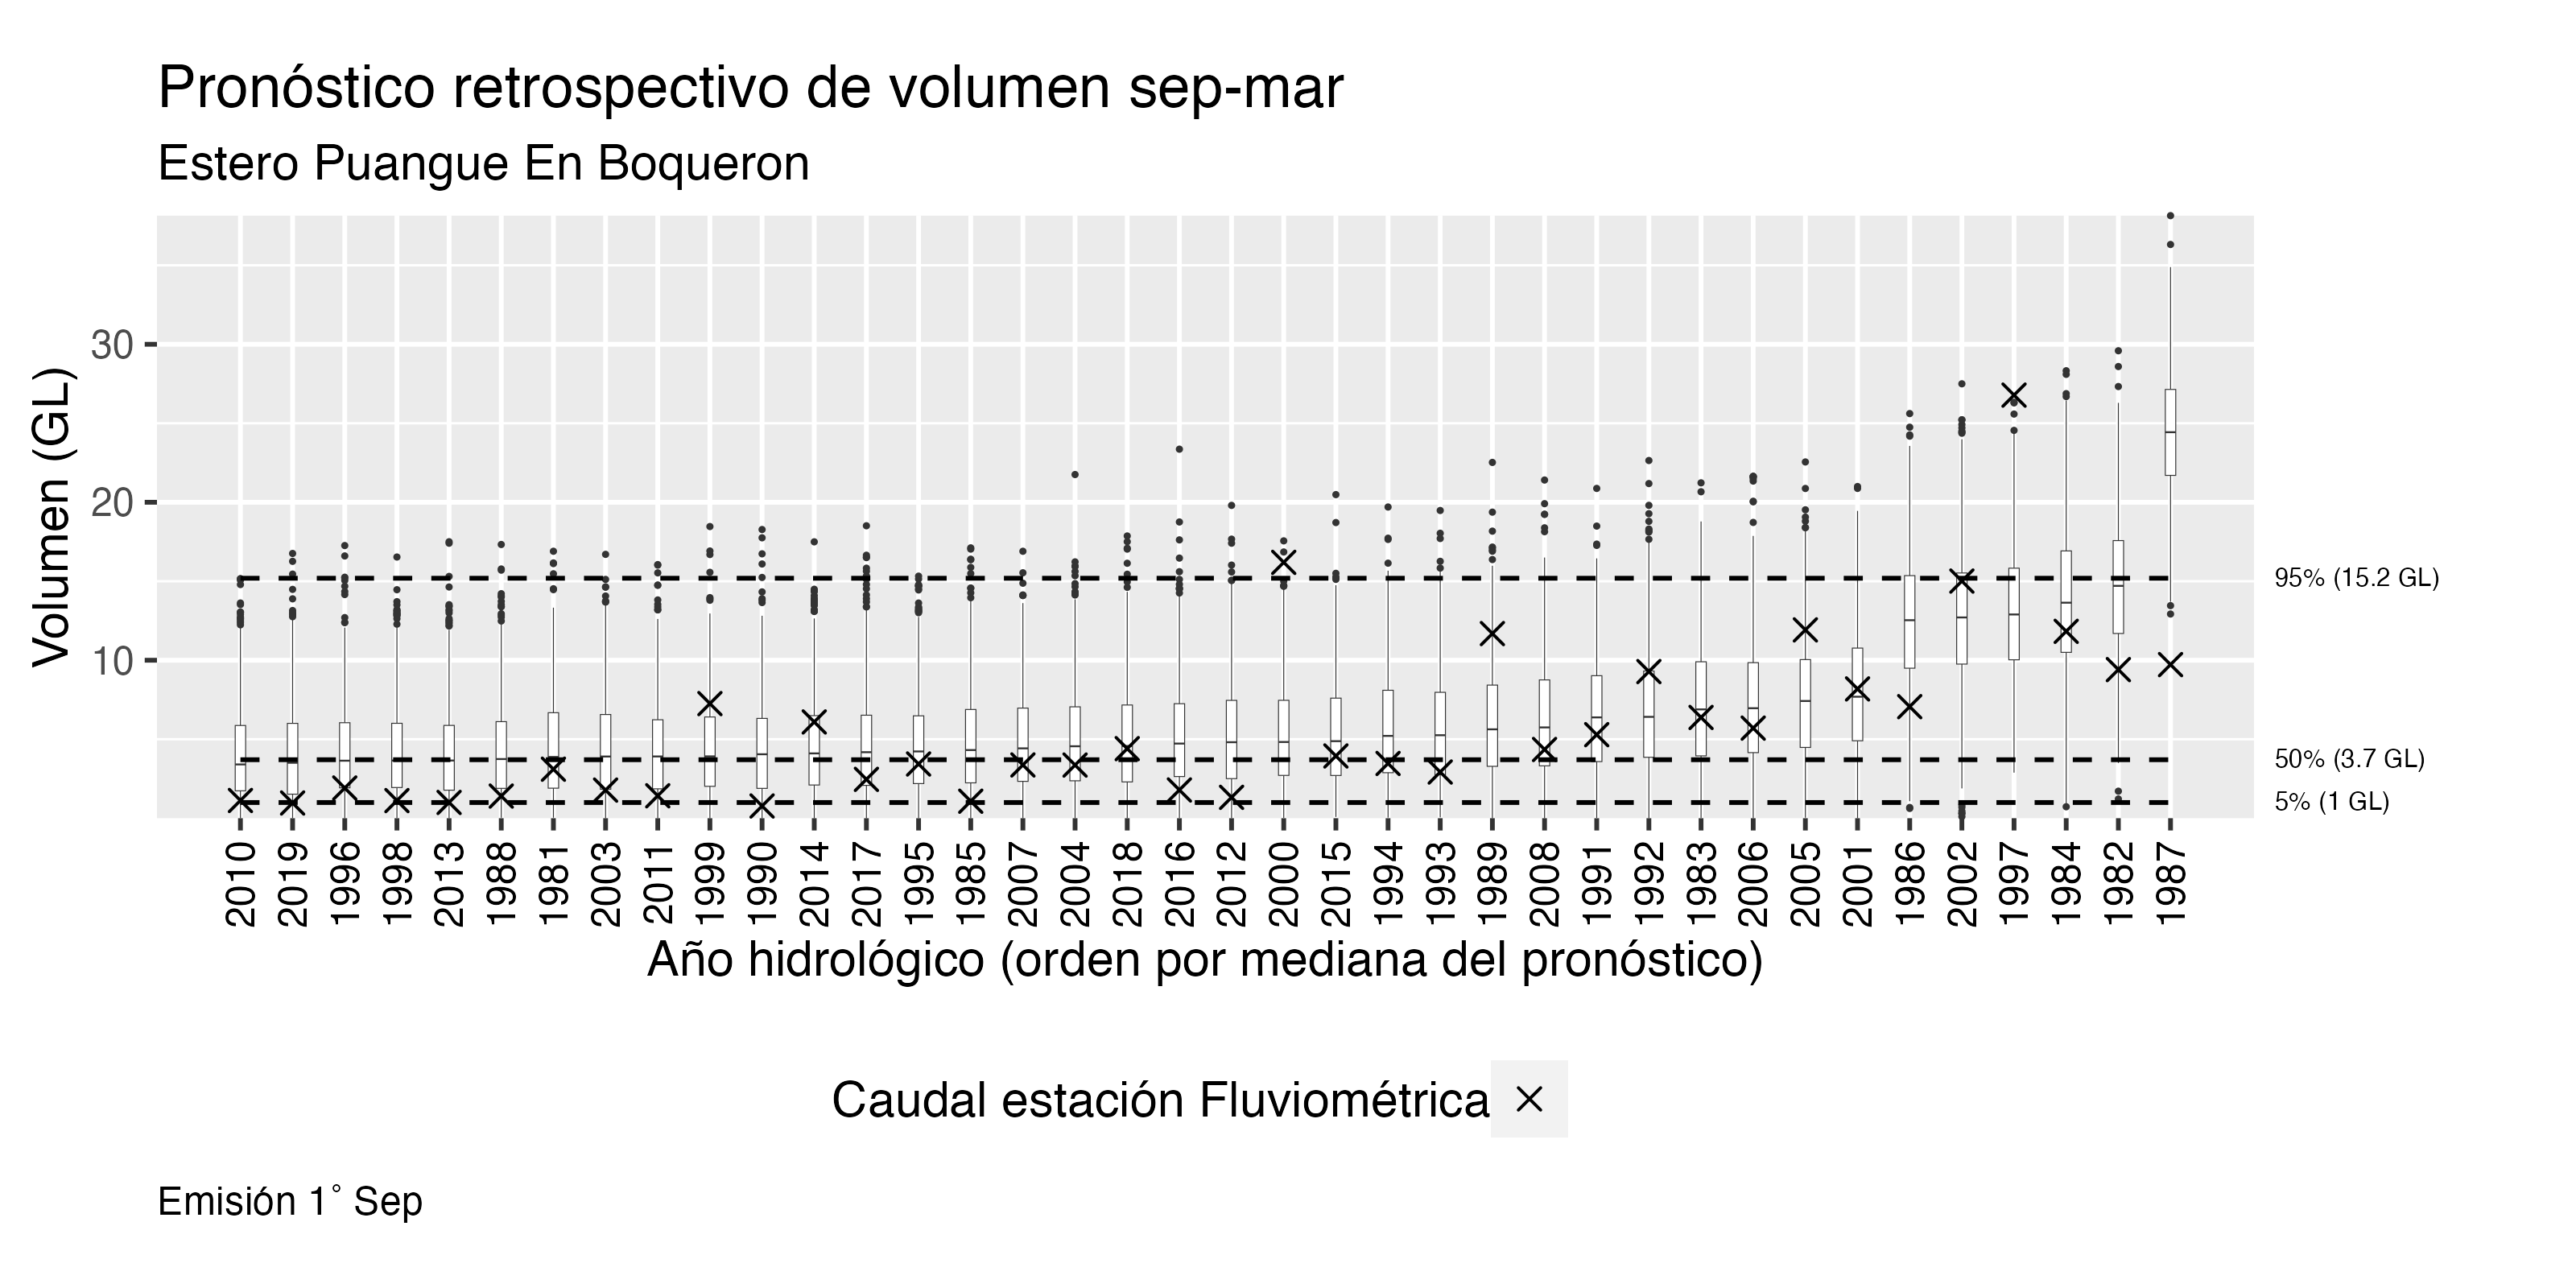 Pronóstico retrospectivo de volumen sep-mar
Estero Puangue En Boqueron
Volumen (GL)
30
20
10
95% (15.2 GL)
50% (3.7 GL)
5% (1 GL)
2010 2019 1996 1998 2013 1988 1981 2003 2011 1999 1990 2014 2017 1995 1985 2007 2004 2018 2016 2012 2000 2015 1994 1993 1989 2008 1991 1992 1983 2006 2005 2001 1986 2002 1997 1984 1982 1987
Año hidrológico (orden por mediana del pronóstico)
Caudal estación Fluviométrica
Emisión 1° Sep